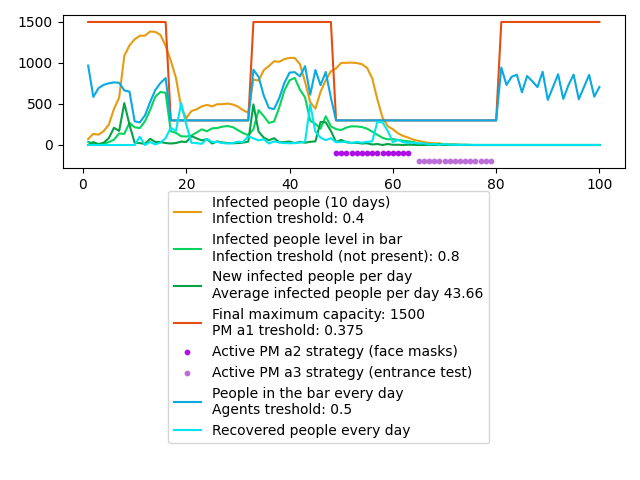 1500
1000
500
0
0
20
40
60
80
100
Infected people (10 days)
Infection treshold: 0.4
Infected people level in bar
Infection treshold (not present): 0.8
New infected people per day
Average infected people per day 43.66
Final maximum capacity: 1500
PM a1 treshold: 0.375
Active PM a2 strategy (face masks)
Active PM a3 strategy (entrance test)
People in the bar every day
Agents treshold: 0.5
Recovered people every day